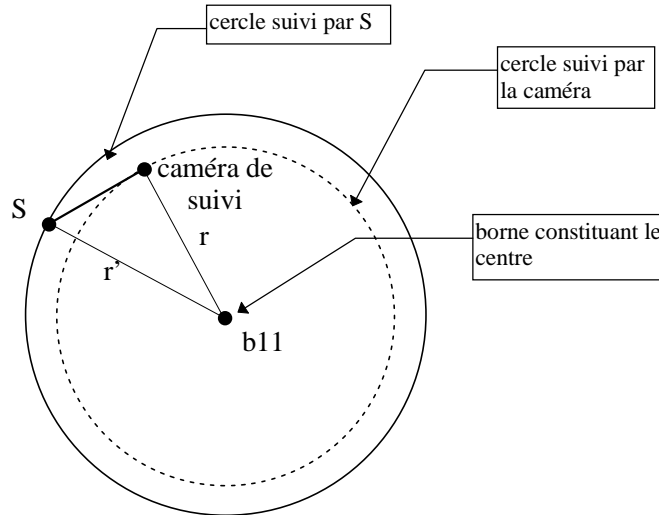 cercle suivi par S
cercle suivi par
la caméra
caméra de
suivi
S
r
borne constituant le
centre
r’
b11